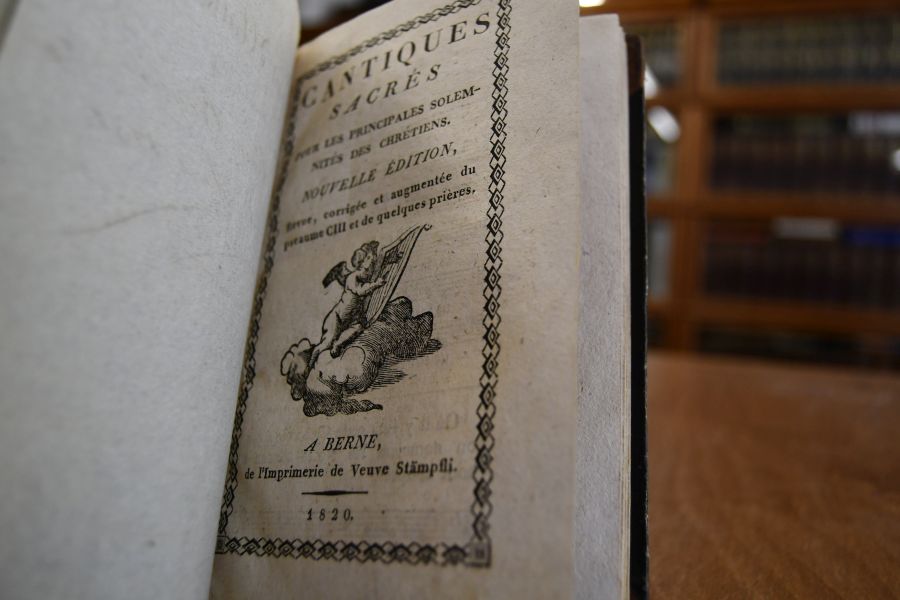 CANTIQUES
SACRÉS
POUR LES PRINCIPALES SOLEM-
NITÉS DES CHRÉTIENS.
NOUVELLE ÉDITION,
Revue, corrigée et augmentée du
pseaume CIII et de quelques prières.
A BERNE,
de l'Imprimerie de Veuve Stämpfli.
1820.